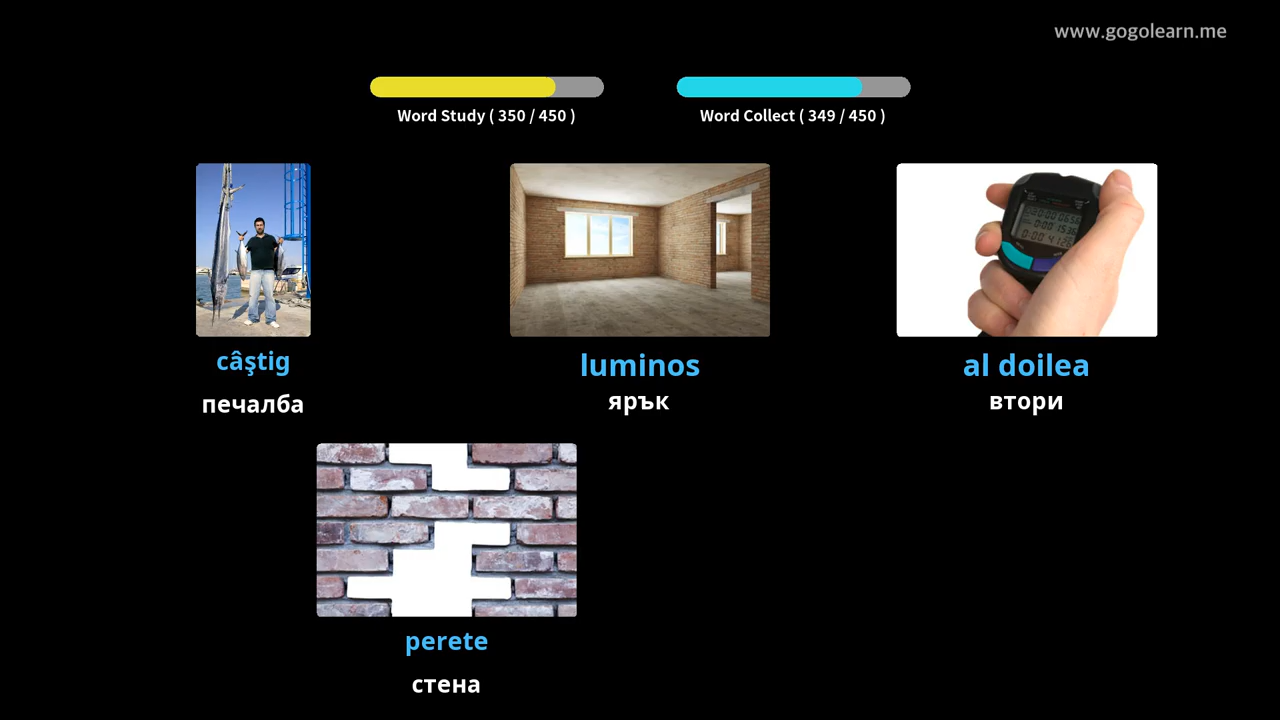 www.gogolearn.me
Word Study ( 350 / 450 )
Word Collect ( 349 / 450 )
câştig
печалба
luminos
ярък
al doilea
втори
perete
стена